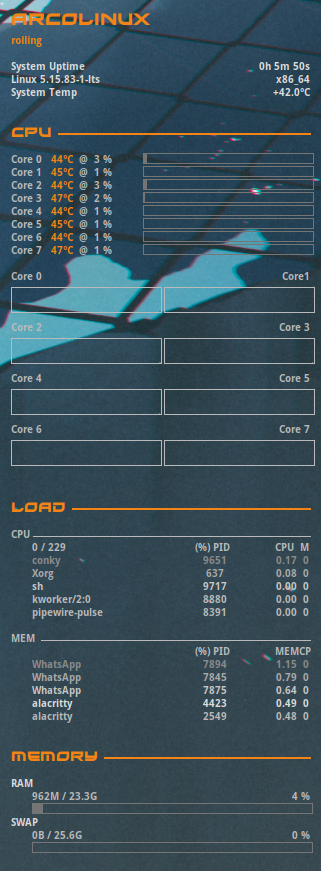 ARCOLINUX
rolling
System Uptime 0h 5m 50s
Linux 5.15.83-1-lts x86_64
System Temp +42.0°C
CPU
Core 0 44°C @ 3 %
Core 1 45°C @ 1 %
Core 2 44°C @ 3 %
Core 3 47°C @ 2 %
Core 4 44°C @ 1 %
Core 5 45°C @ 1 %
Core 6 44°C @ 1 %
Core 7 47°C @ 1 %
Core 0 Core1
Core 2 Core 3
Core 4 Core 5
Core 6 Core 7
LOAD
CPU
0 / 229 (%) PID CPU M
conky 9651 0.17 0
Xorg 637 0.08 0
sh 9717 0.00 0
kworker/2:0 8880 0.00 0
pipewire-pulse 8391 0.00 0
MEM
(%) PID MEMCP
WhatsApp 7894 1.15 0
WhatsApp 7845 0.79 0
WhatsApp 7875 0.64 0
alacritty 4423 0.49 0
alacritty 2549 0.48 0
MEMORY
RAM
962M / 23.3G 4 %
SWAP
0B / 25.6G 0 %